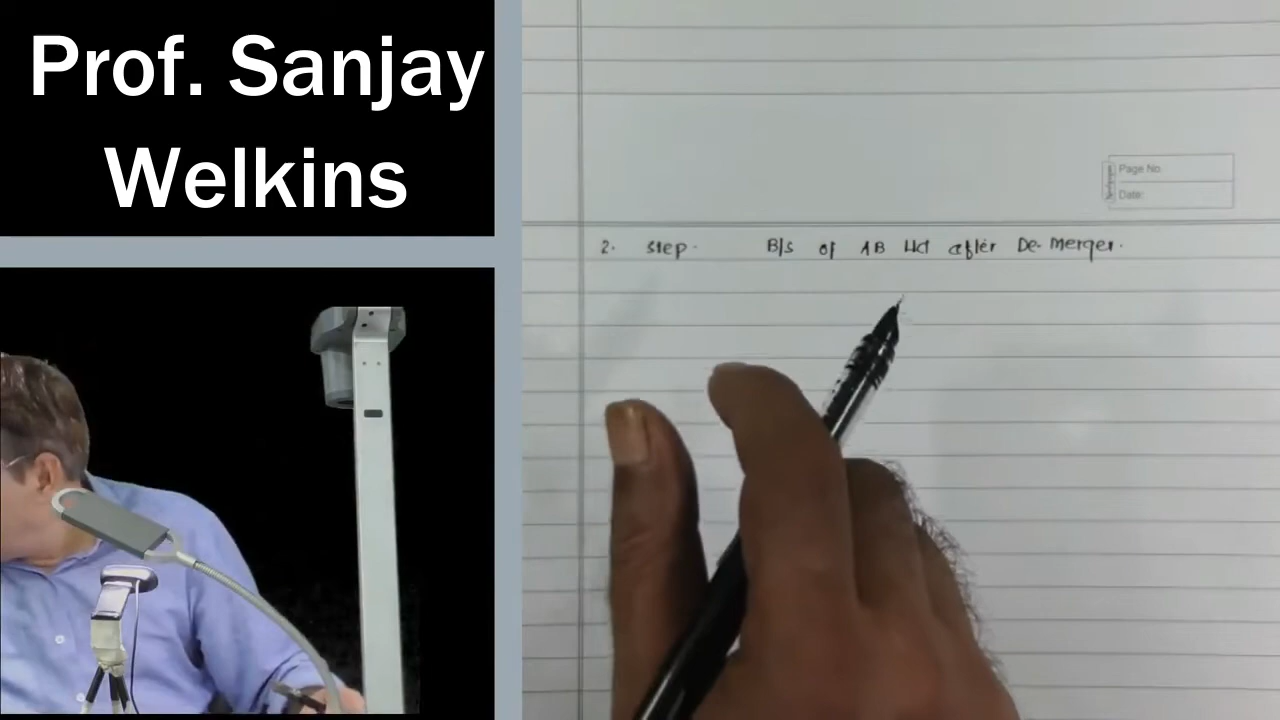 Prof. Sanjay
Welkins
Page No
Date:
2. step. B/s of AB Ltd after De-Merger.